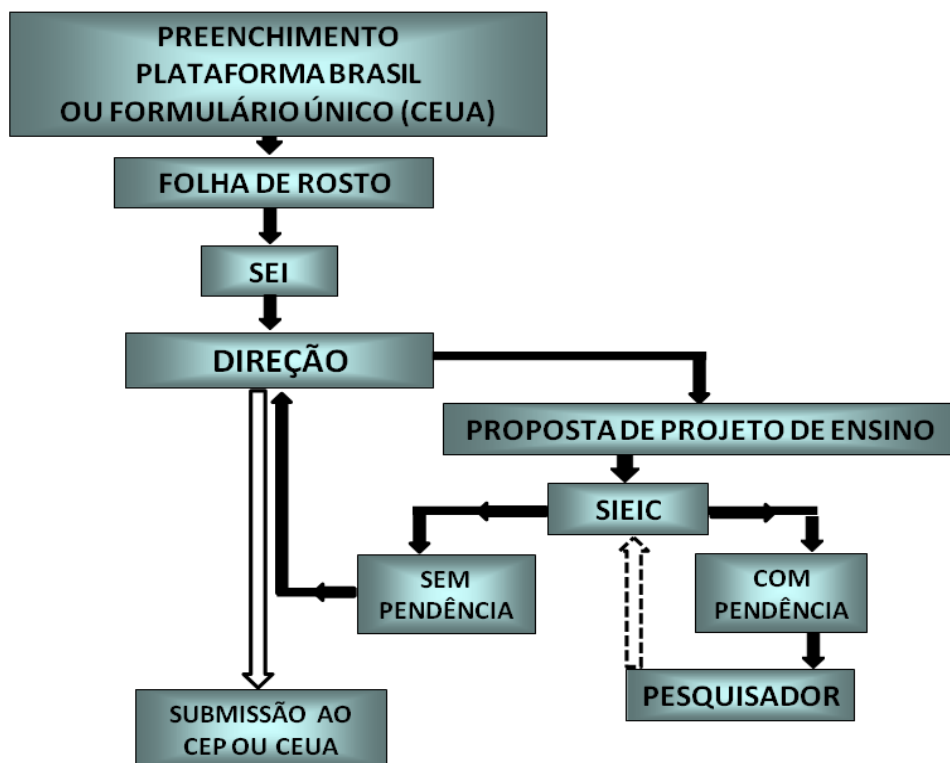 PREENCHIMENTO
PLATAFORMA BRASIL
OU FORMULÁRIO ÚNICO (CEUA)
FOLHA DE ROSTO
SEI
DIREÇÃO
PROPOSTA DE PROJETO DE ENSINO
SIEIC
SEM
PENDÊNCIA
COM
PENDÊNCIA
PESQUISADOR
SUBMISSÃO AO
CEP OU CEUA